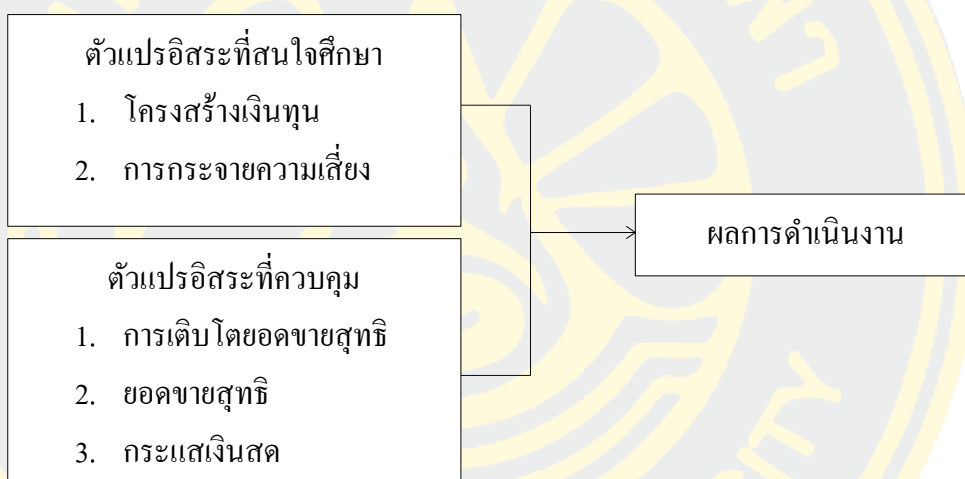 ตัวแปรอิสระที่สนใจศึกษา
1. โครงสร้างเงินทุน
2. การกระจายความเสี่ยง
ตัวแปรอิสระที่ควบคุม
1. การเติบโตยอดขายสุทธิ
2. ยอดขายสุทธิ
3. กระแสเงินสด
ผลการดำเนินงาน